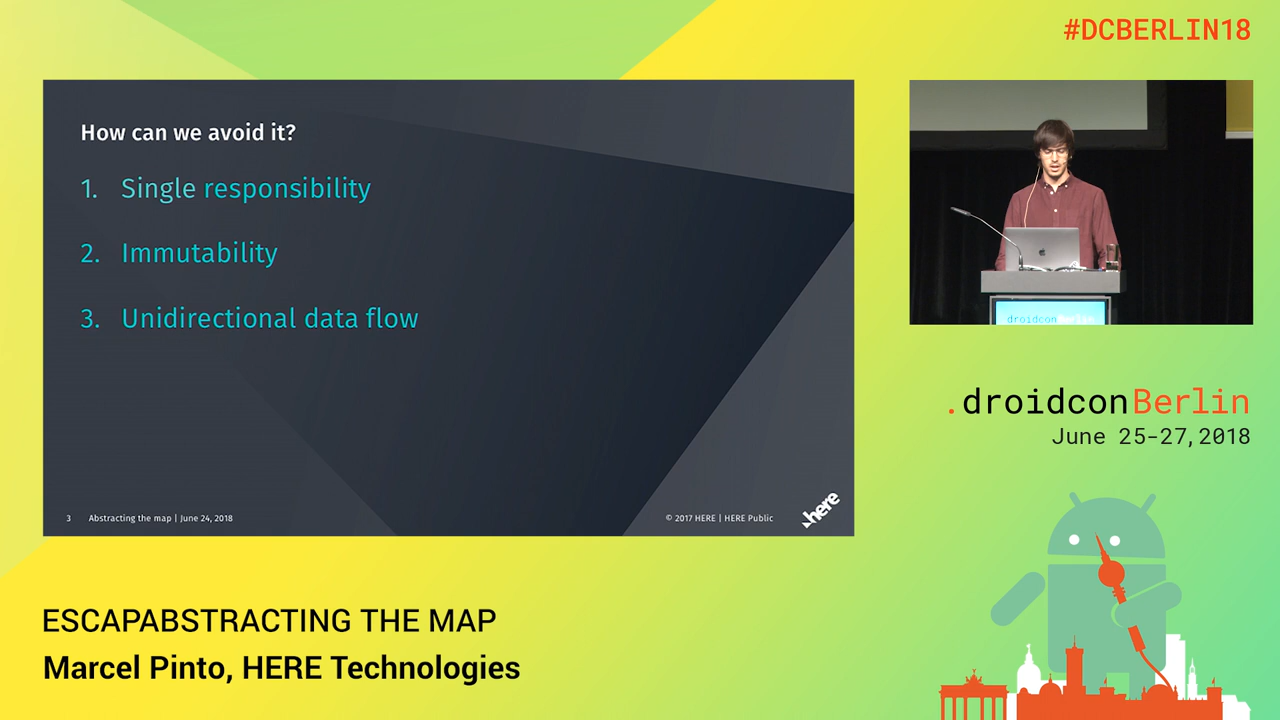 #DCBERLIN18
How can we avoid it?
1. Single responsibility
2. Immutability
3. Unidirectional data flow
3 Abstracting the map | June 24, 2018
© 2017 HERE | HERE Public
here
droidcon Berlin
.droidconBerlin
June 25-27,2018
ESCAPABSTRACTING THE MAP
Marcel Pinto, HERE Technologies